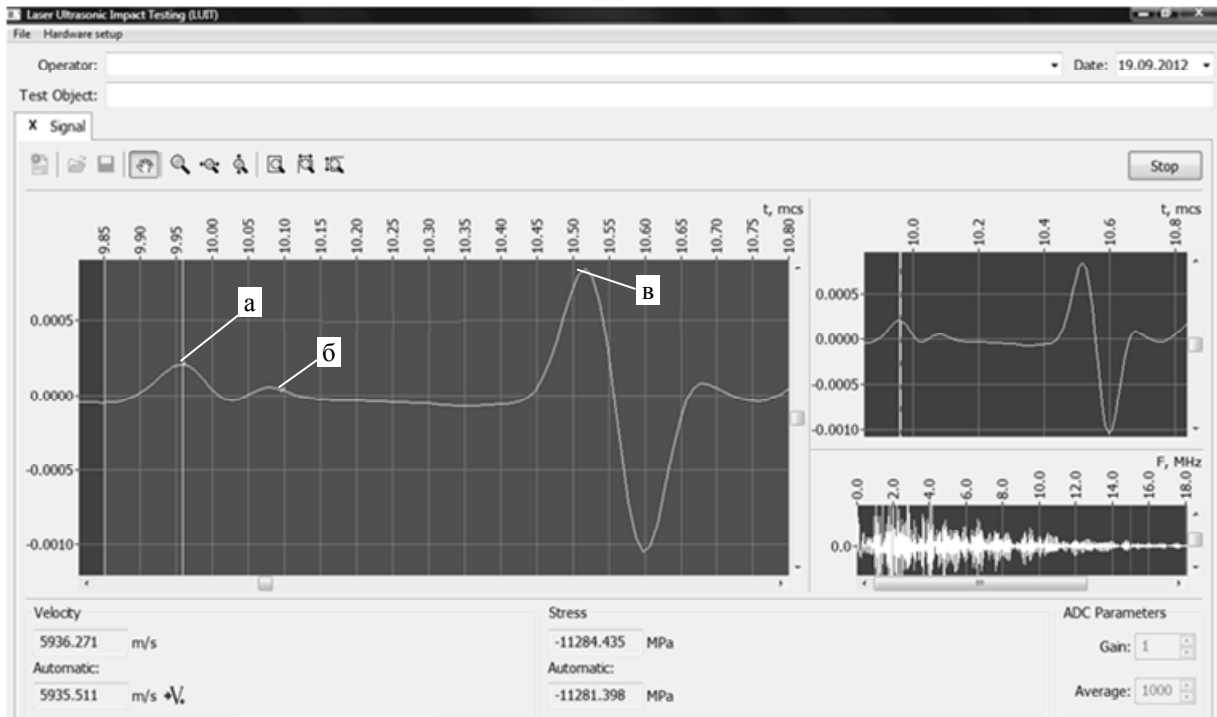 Laser Ultrasonic Impact Testing (LUIT)
File Hardware setup
Operator: Date: 19.09.2012
Test Object:
X Signal
Stop
t, mcs
9.85 9.90 9.95 10.00 10.05 10.10 10.15 10.20 10.25 10.30 10.35 10.40 10.45 10.50 10.55 10.60 10.65 10.70 10.75 10.80
0.0005
0.0000
-0.0005
-0.0010
а
б
в
t, mcs
10.0 10.2 10.4 10.6 10.8
0.0005
0.0000
-0.0005
-0.0010
F, MHz
0.0 2.0 4.0 6.0 8.0 10.0 12.0 14.0 16.0 18.0
0.0
Velocity
5936.271 m/s
Automatic:
5935.511 m/s V
Stress
-11284.435 MPa
Automatic:
-11281.398 MPa
ADC Parameters
Gain: 1
Average: 1000